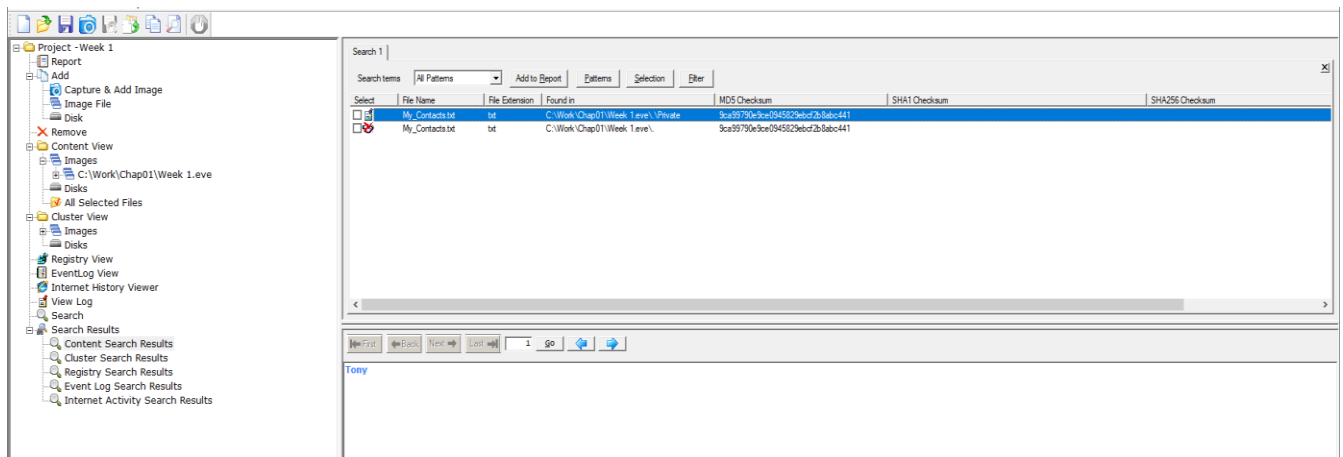 Project -Week 1
Report
Add
Capture & Add Image
Image File
Disk
Remove
Content View
Images
C:\Work\Chap01\Week 1.eve
Disks
All Selected Files
Cluster View
Images
Disks
Registry View
EventLog View
Internet History Viewer
View Log
Search
Search Results
Content Search Results
Cluster Search Results
Registry Search Results
Event Log Search Results
Internet Activity Search Results
Search 1
Search terms All Patterns Add to Report Patterns Selection Filter
Select File Name File Extension Found in MD5 Checksum SHA1 Checksum SHA256 Checksum
My_Contacts.txt txt C:\Work\Chap01\Week 1.eve\.\Private 9ca99790e9ce0945829ebcf2b8abc441
My_Contacts.txt txt C:\Work\Chap01\Week 1.eve\. 9ca99790e9ce0945829ebcf2b8abc441
First Back Next Last 1 Go
Tony